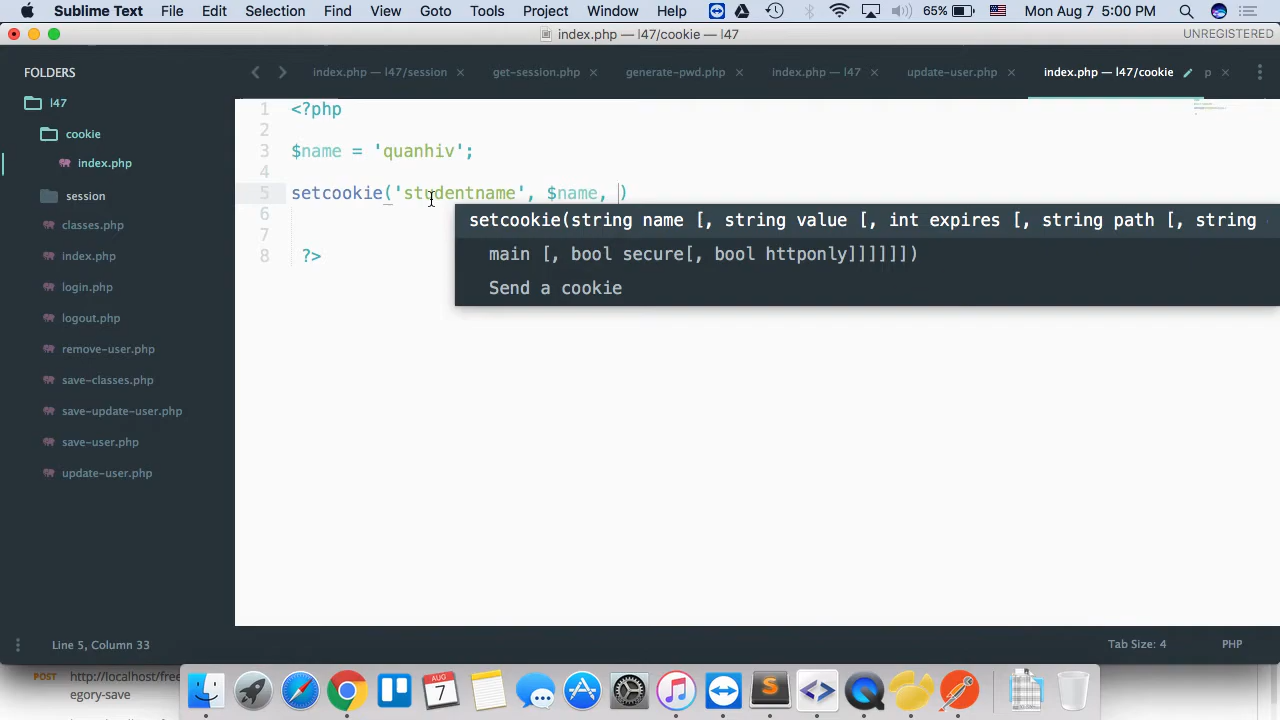 Sublime Text File Edit Selection Find View Goto Tools Project Window Help 65% Mon Aug 7 5:00 PM
index.php — l47/cookie — l47 UNREGISTERED
FOLDERS
l47
cookie
index.php
session
classes.php
index.php
login.php
logout.php
remove-user.php
save-classes.php
save-update-user.php
save-user.php
update-user.php
index.php — l47/session × get-session.php × generate-pwd.php × index.php — l47 × update-user.php × index.php — l47/cookie p ×
1 <?php
2
3 $name = 'quanhiv';
4
5 setcookie('studentname', $name, )
6
7
8 ?>
setcookie(string name [, string value [, int expires [, string path [, string
main [, bool secure[, bool httponly]]]]]])
Send a cookie
Line 5, Column 33 Tab Size: 4 PHP
POST http://localhost/free
egory-save
AUG
7